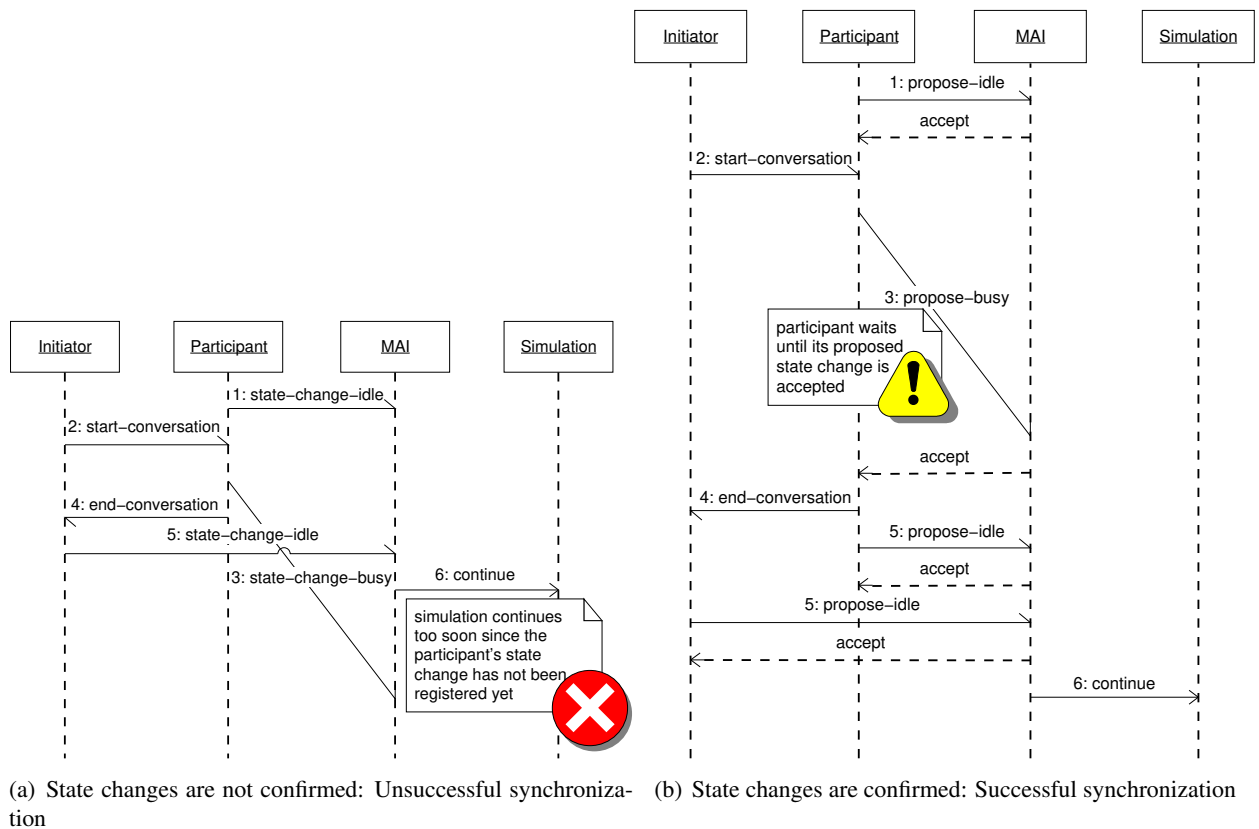 Initiator
Participant
MAI
Simulation
1: state−change−idle
2: start−conversation
4: end−conversation
5: state−change−idle
3: state−change−busy
6: continue
simulation continues
too soon since the
participant's state
change has not been
registered yet
(a) State changes are not confirmed: Unsuccessful synchroniza-
tion
Initiator
Participant
MAI
Simulation
1: propose−idle
accept
2: start−conversation
3: propose−busy
participant waits
until its proposed
state change is
accepted
accept
4: end−conversation
5: propose−idle
accept
5: propose−idle
accept
6: continue
(b) State changes are confirmed: Successful synchronization